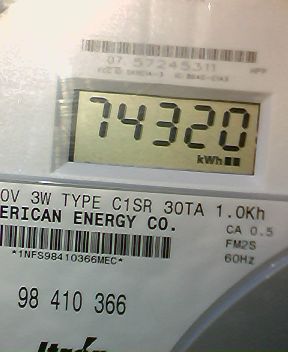 07 57245311
74320
kWh
0V 3W TYPE C1SR 30TA 1.0Kh
ERICAN ENERGY CO.
CA 0.5
FM2S
*1NFS98410366MEC*
60Hz
98 410 366
Itron